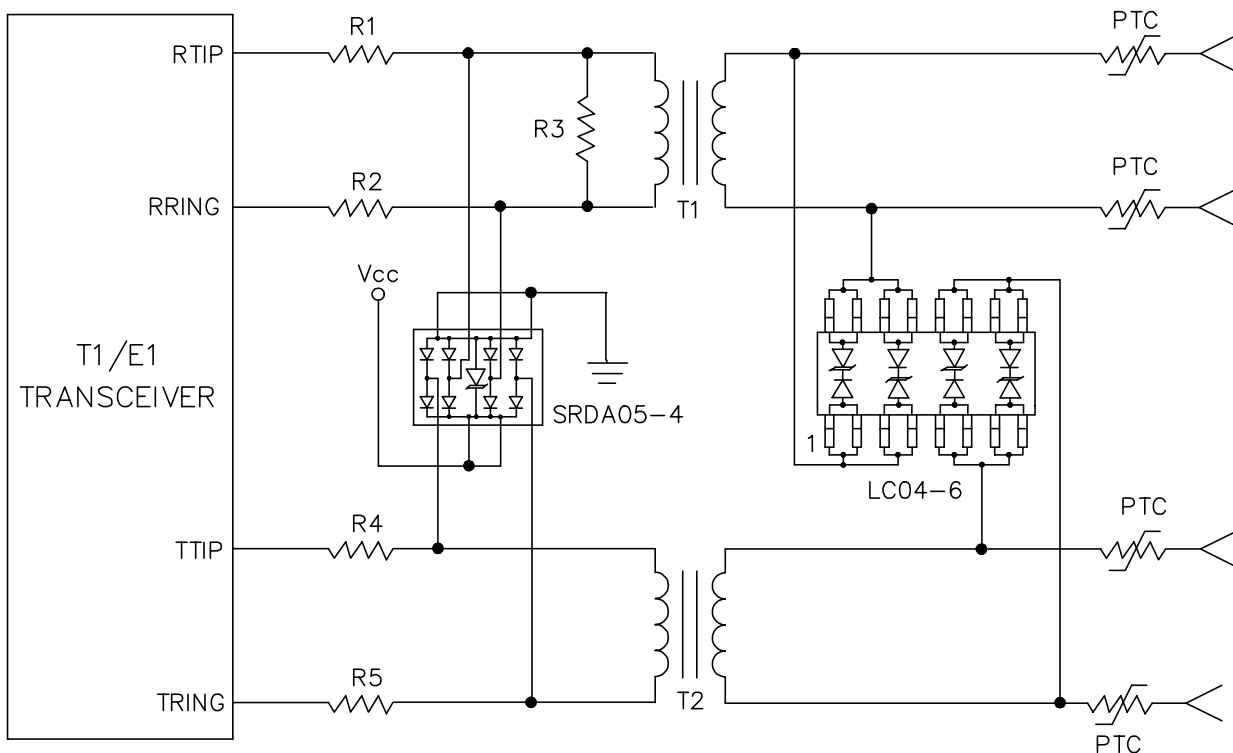 R1
PTC
RTIP
R3
PTC
R2
RRING
T1
Vcc
T1/E1
TRANSCEIVER
SRDA05-4
1
LC04-6
R4
PTC
TTIP
R5
TRING
T2
PTC